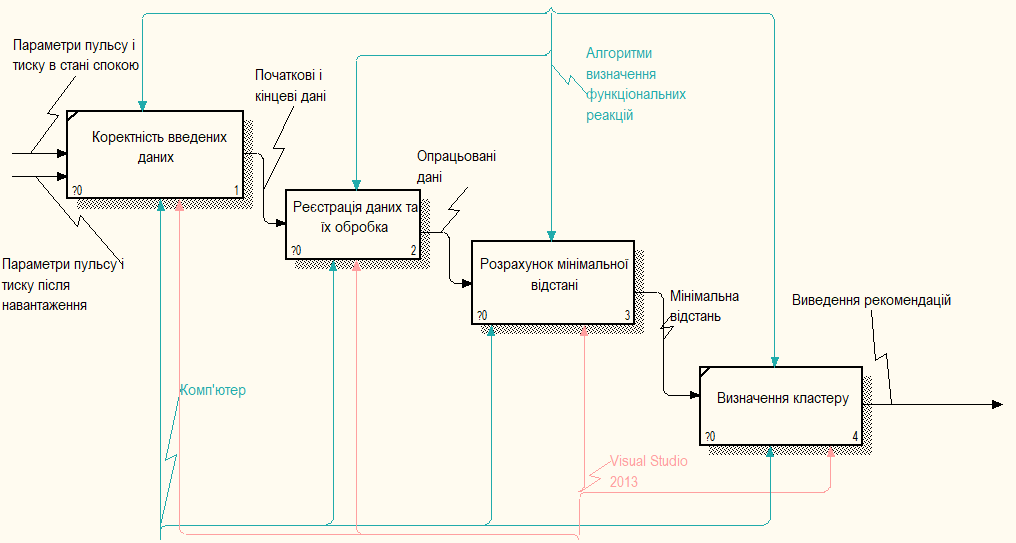 Параметри пульсу і
тиску в стані спокою
Початкові і
кінцеві дані
Алгоритми
визначення
функціональних
реакцій
Коректність введених
даних
?0
1
Опрацьовані
дані
Реєстрація даних та
їх обробка
?0
2
Параметри пульсу і
тиску після
навантаження
Розрахунок мінімальної
відстані
?0
3
Мінімальна
відстань
Виведення рекомендацій
Комп'ютер
Визначення кластеру
?0
4
Visual Studio
2013